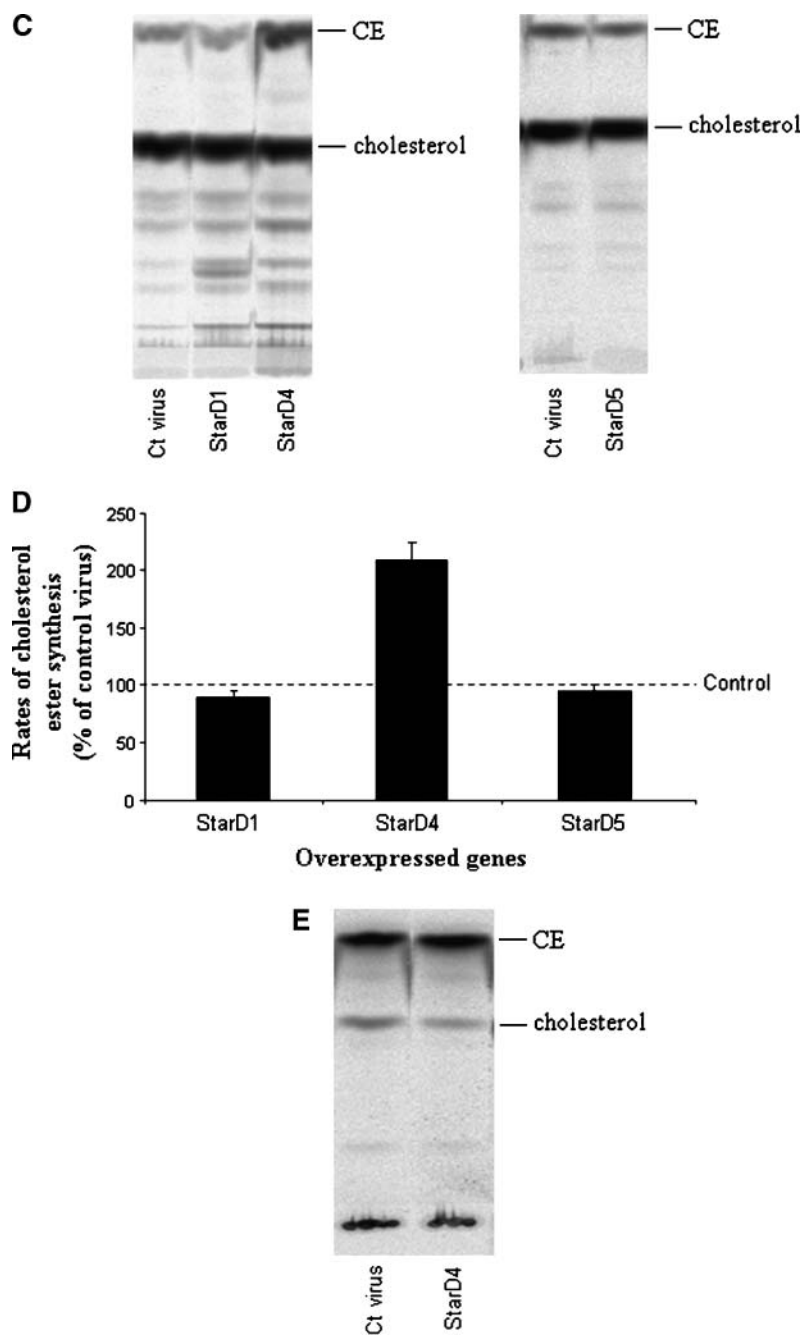 C
CE
cholesterol
Ct virus
StarD1
StarD4
CE
cholesterol
Ct virus
StarD5
D
Rates of cholesterol
ester synthesis
(% of control virus)
250
200
150
100
50
0
Control
StarD1
StarD4
StarD5
Overexpressed genes
E
CE
cholesterol
Ct virus
StarD4